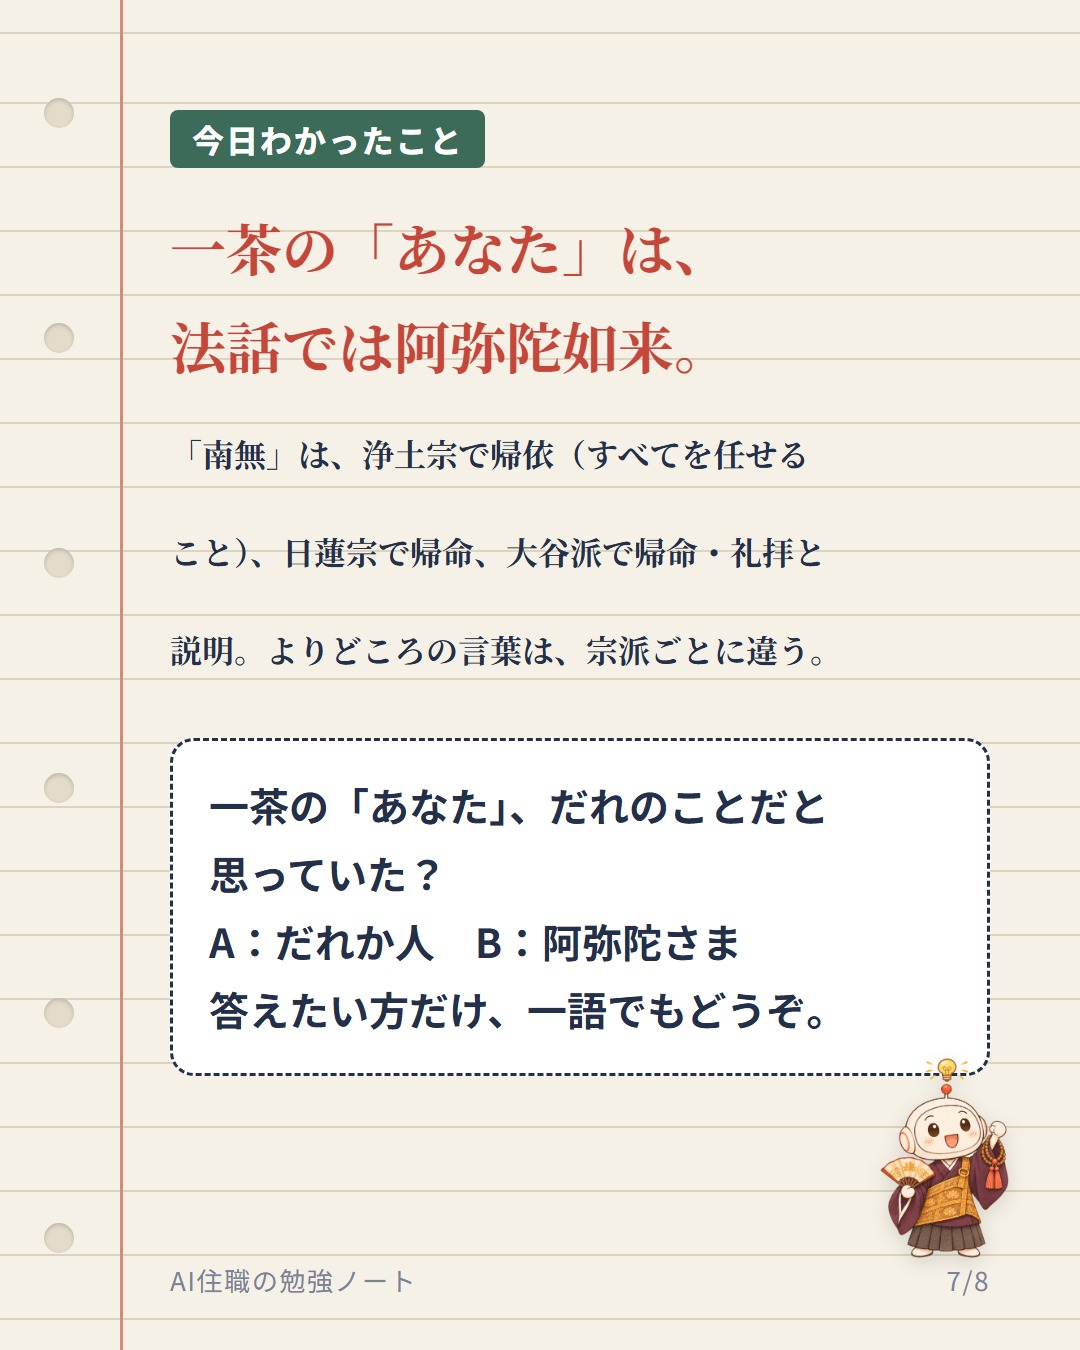 今日わかったこと
一茶の「あなた」は、
法話では阿弥陀如来。
「南無」は、浄土宗で帰依（すべてを任せる
こと）、日蓮宗で帰命、大谷派で帰命・礼拝と
説明。よりどころの言葉は、宗派ごとに違う。
一茶の「あなた」、だれのことだと
思っていた？
A：だれか人　B：阿弥陀さま
答えたい方だけ、一語でもどうぞ。
AI住職の勉強ノート
7/8